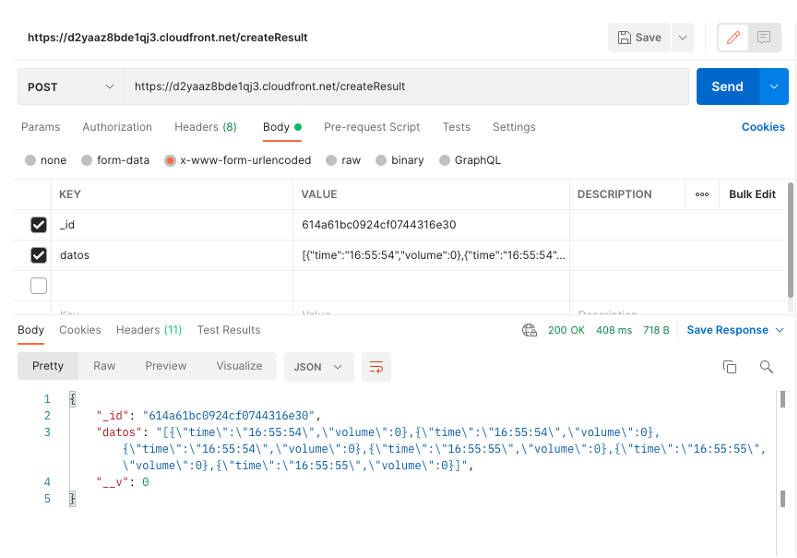 https://d2yaaz8bde1qj3.cloudfront.net/createResult Save
POST https://d2yaaz8bde1qj3.cloudfront.net/createResult Send
Params Authorization Headers (8) Body Pre-request Script Tests Settings Cookies
none form-data x-www-form-urlencoded raw binary GraphQL
KEY VALUE DESCRIPTION ooo Bulk Edit
_id 614a61bc0924cf0744316e30
datos [{"time":"16:55:54","volume":0},{"time":"16:55:54"...
Key Value Description
Body Cookies Headers (11) Test Results 200 OK 408 ms 718 B Save Response
Pretty Raw Preview Visualize JSON
1 {
2 "_id": "614a61bc0924cf0744316e30",
3 "datos": "[{\"time\":\"16:55:54\",\"volume\":0},{\"time\":\"16:55:54\",\"volume\":0},
{\"time\":\"16:55:54\",\"volume\":0},{\"time\":\"16:55:55\",\"volume\":0},{\"time\":\"16:55:55\",
\"volume\":0},{\"time\":\"16:55:55\",\"volume\":0}]",
4 "__v": 0
5 }